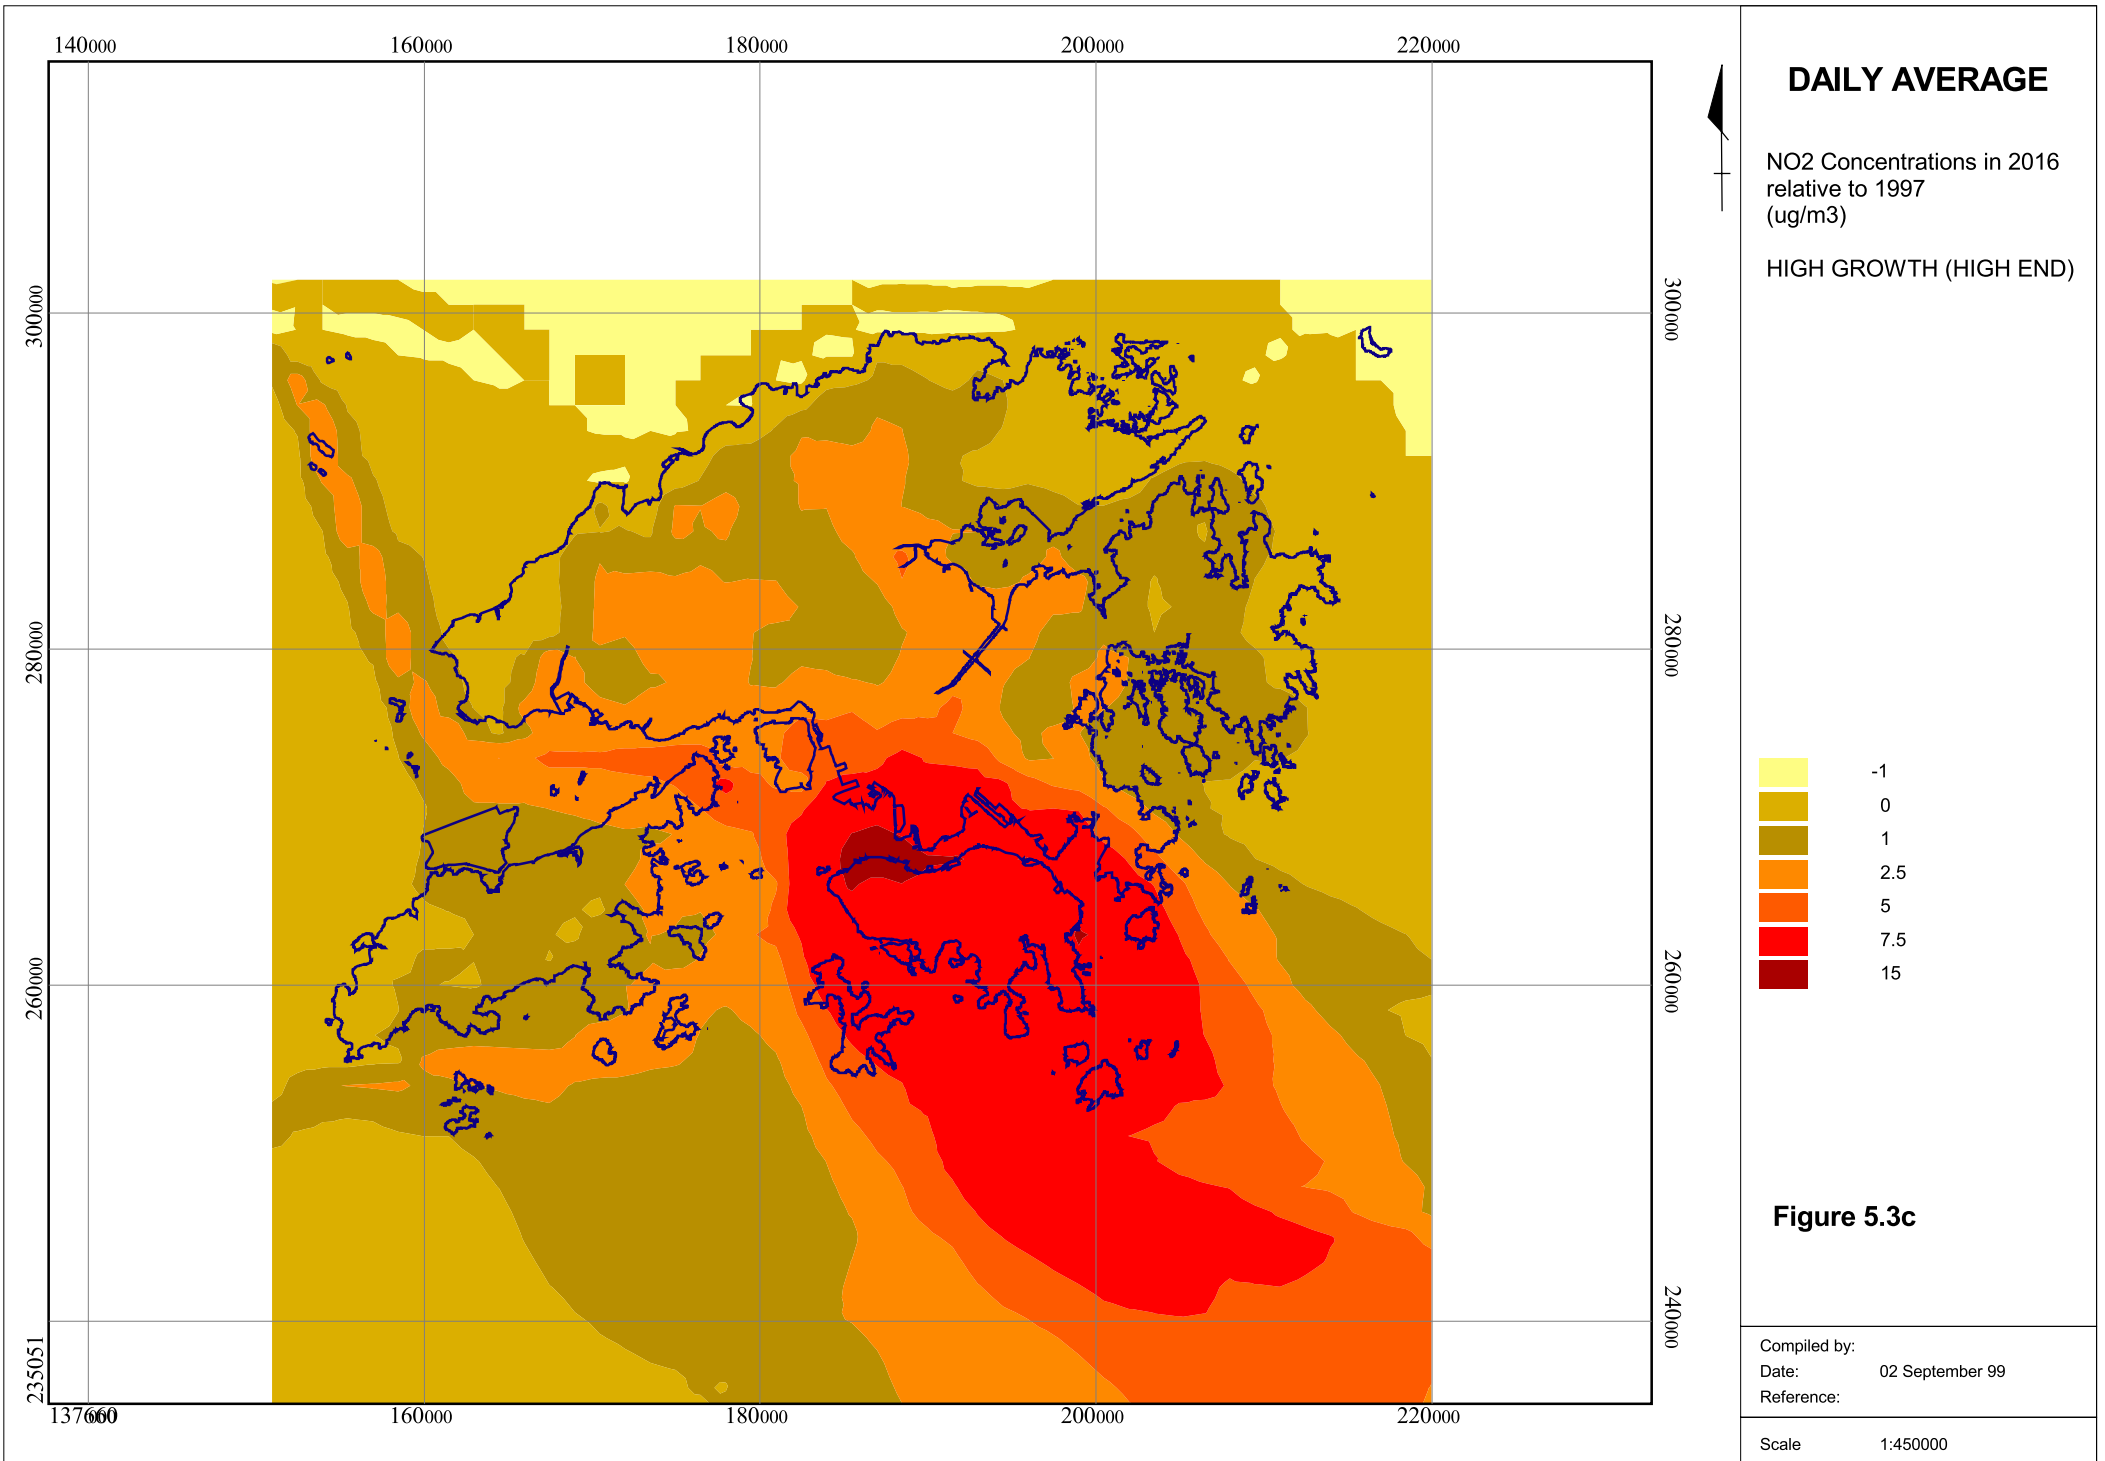 140000 160000 180000 200000 220000
DAILY AVERAGE
NO2 Concentrations in 2016
relative to 1997
(ug/m3)
HIGH GROWTH (HIGH END)
300000 300000
280000 280000
260000 260000
240000
235051
-1
0
1
2.5
5
7.5
15
Figure 5.3c
Compiled by:
Date: 02 September 99
Reference:
Scale 1:450000
137660 160000 180000 200000 220000